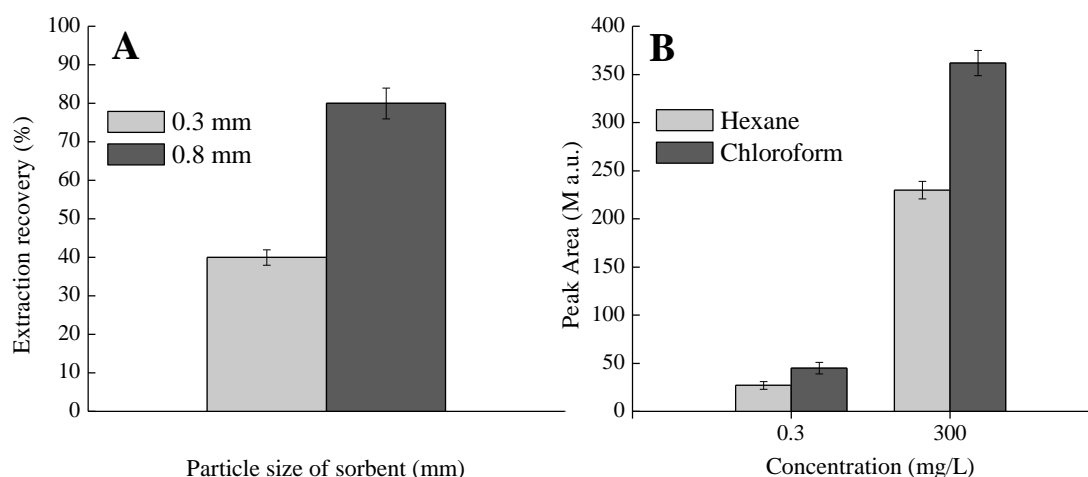 A
Extraction recovery (%)
100
90
80
70
60
50
40
30
20
10
0
0.3 mm
0.8 mm
Particle size of sorbent (mm)
B
Peak Area (M a.u.)
400
350
300
250
200
150
100
50
0
Hexane
Chloroform
0.3
300
Concentration (mg/L)